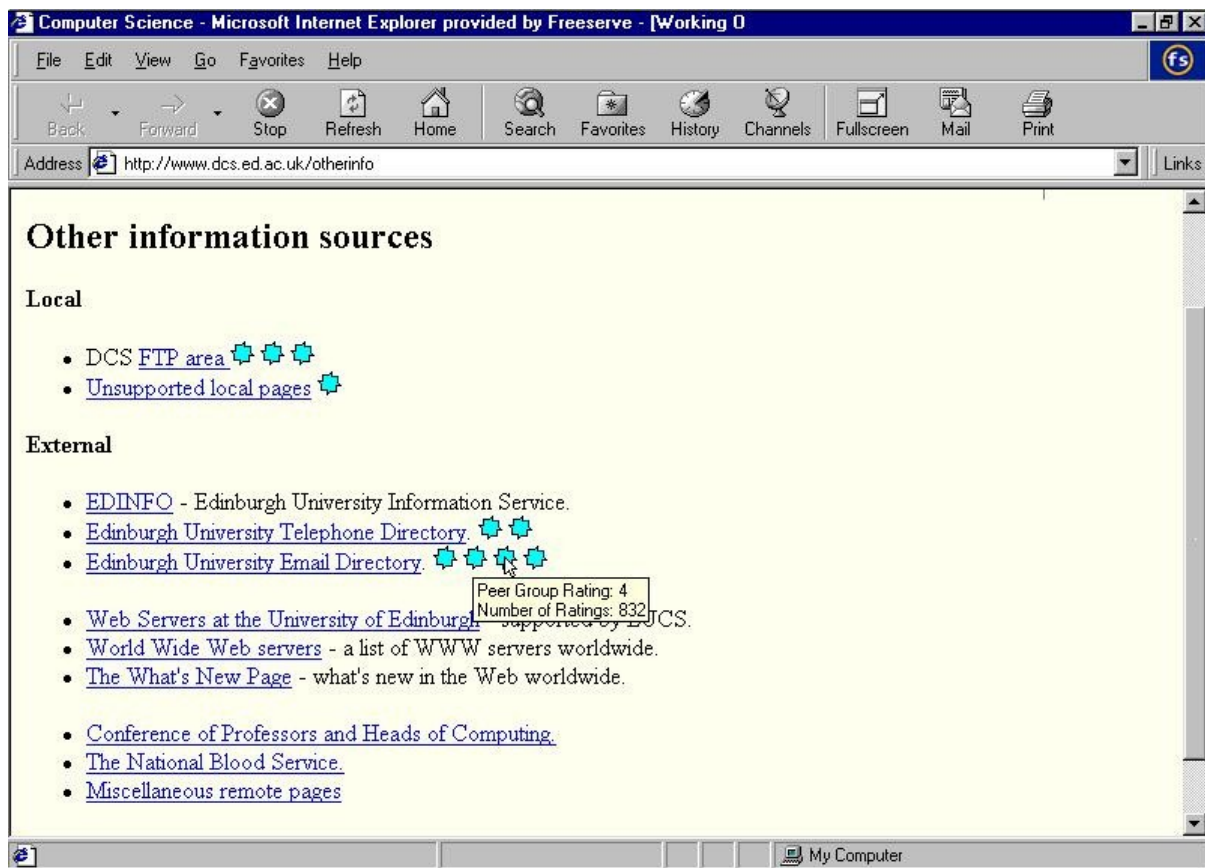 Computer Science - Microsoft Internet Explorer provided by Freeserve - [Working O
File Edit View Go Favorites Help
fs
Back Forward Stop Refresh Home Search Favorites History Channels Fullscreen Mail Print
Address http://www.dcs.ed.ac.uk/otherinfo Links
Other information sources
Local
• DCS FTP area
• Unsupported local pages
External
• EDINFO - Edinburgh University Information Service.
• Edinburgh University Telephone Directory.
• Edinburgh University Email Directory.
Peer Group Rating: 4
Number of Ratings: 832
• Web Servers at the University of Edinburgh - supported by EUCS.
• World Wide Web servers - a list of WWW servers worldwide.
• The What's New Page - what's new in the Web worldwide.
• Conference of Professors and Heads of Computing.
• The National Blood Service.
• Miscellaneous remote pages
My Computer